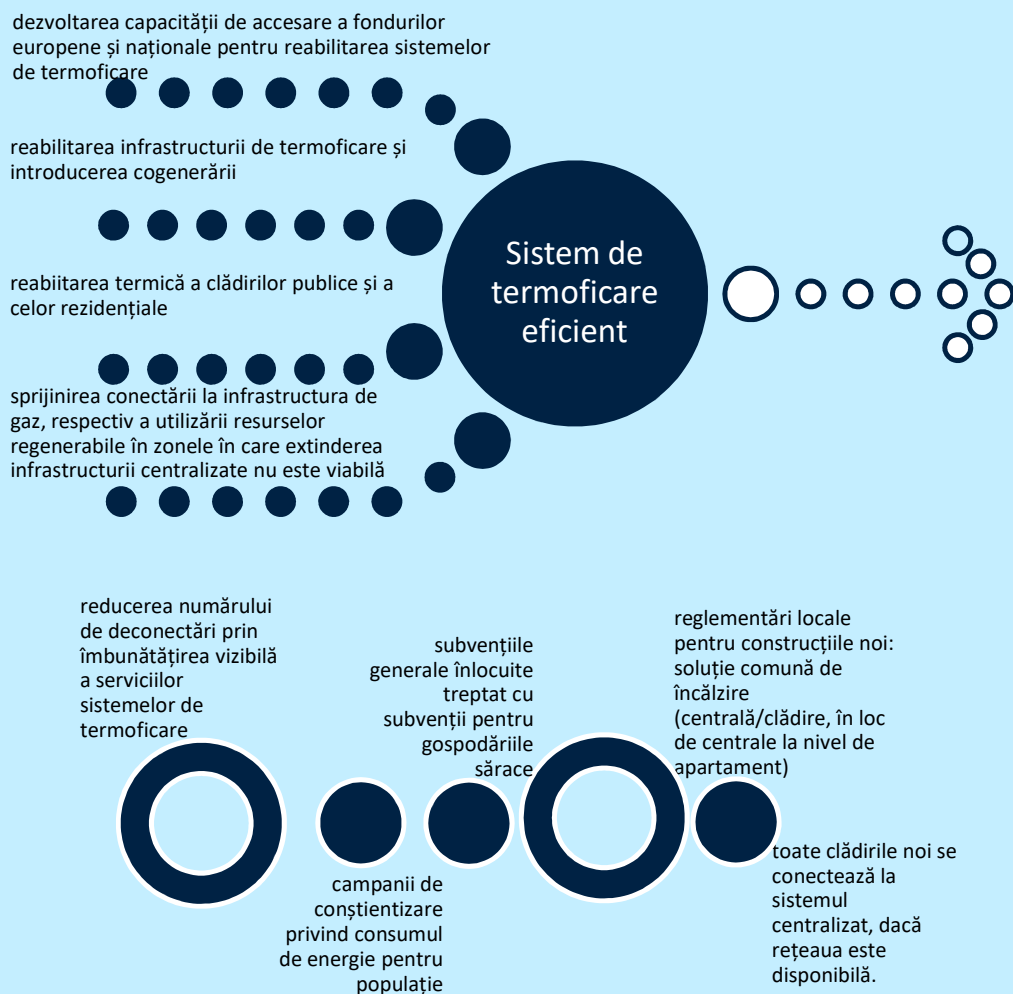 dezvoltarea capacității de accesare a fondurilor
europene și naționale pentru reabilitarea sistemelor
de termoficare
reabilitarea infrastructurii de termoficare și
introducerea cogenerării
reabiitarea termică a clădirilor publice și a
celor rezidențiale
sprijinirea conectării la infrastructura de
gaz, respectiv a utilizării resurselor
regenerabile în zonele în care extinderea
infrastructurii centralizate nu este viabilă
Sistem de
termoficare
eficient
reducerea numărului
de deconectări prin
îmbunătățirea vizibilă
a serviciilor
sistemelor de
termoficare
campanii de
conștientizare
privind consumul
de energie pentru
populație
subvențiile
generale înlocuite
treptat cu
subvenții pentru
gospodăriile
sărace
reglementări locale
pentru construcțiile noi:
soluție comună de
încălzire
(centrală/clădire, în loc
de centrale la nivel de
apartament)
toate clădirile noi se
conectează la
sistemul
centralizat, dacă
rețeaua este
disponibilă.